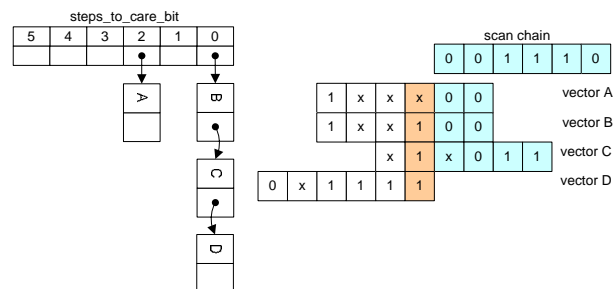 steps_to_care_bit
5 4 3 2 1 0
scan chain
0 0 1 1 1 0
A B
1 x x x 0 0 vector A
1 x x 1 0 0 vector B
C
x 1 x 0 1 1 vector C
0 x 1 1 1 1 vector D
D